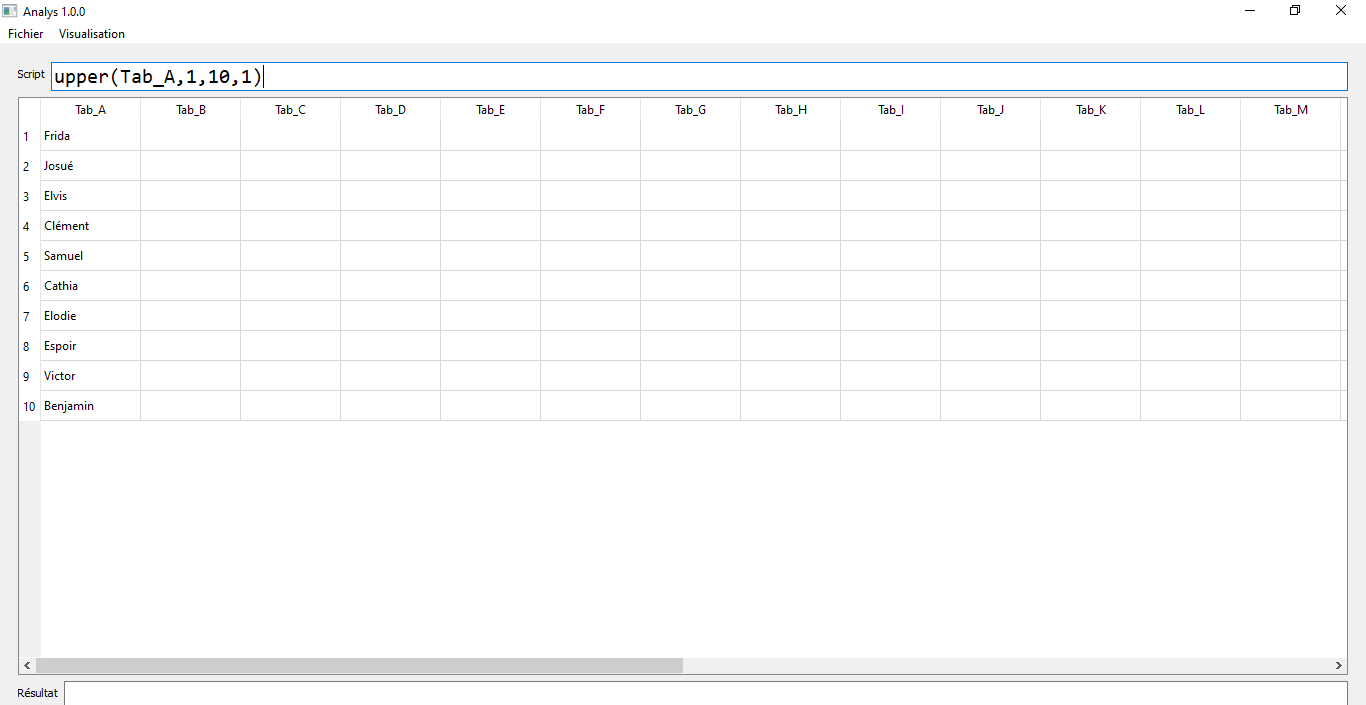 Analys 1.0.0
Fichier Visualisation
Script upper(Tab_A,1,10,1)
Tab_A Tab_B Tab_C Tab_D Tab_E Tab_F Tab_G Tab_H Tab_I Tab_J Tab_K Tab_L Tab_M
1 Frida
2 Josué
3 Elvis
4 Clément
5 Samuel
6 Cathia
7 Elodie
8 Espoir
9 Victor
10 Benjamin
Résultat